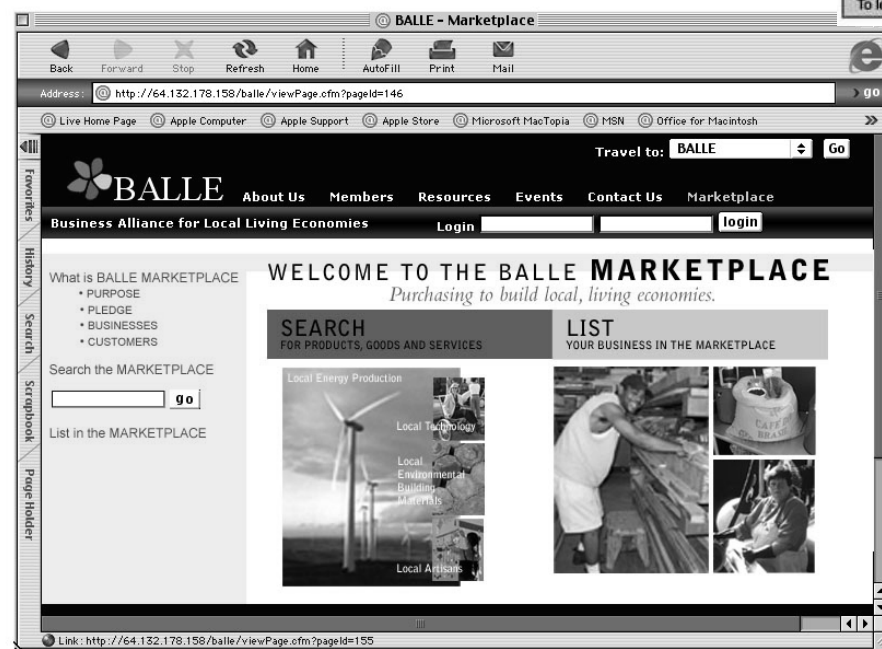 To le
@ BALLE - Marketplace
Back Forward Stop Refresh Home AutoFill Print Mail
Address: @ http://64.132.178.158/balle/viewPage.cfm?pageId=146 go
@ Live Home Page @ Apple Computer @ Apple Support @ Apple Store @ Microsoft MacTopia @ MSN @ Office for Macintosh »
Favorites
History
Search
Scrapbook
Page Holder
Travel to: BALLE Go
BALLE About Us Members Resources Events Contact Us Marketplace
Business Alliance for Local Living Economies Login login
What is BALLE MARKETPLACE
• PURPOSE
• PLEDGE
• BUSINESSES
• CUSTOMERS
Search the MARKETPLACE
go
List in the MARKETPLACE
WELCOME TO THE BALLE MARKETPLACE
Purchasing to build local, living economies.
SEARCH
FOR PRODUCTS, GOODS AND SERVICES
LIST
YOUR BUSINESS IN THE MARKETPLACE
Local Energy Production
Local Technology
Local
Environmental
Building
Materials
Local Artisans
CAFE
BRASIL
Link: http://64.132.178.158/balle/viewPage.cfm?pageId=155